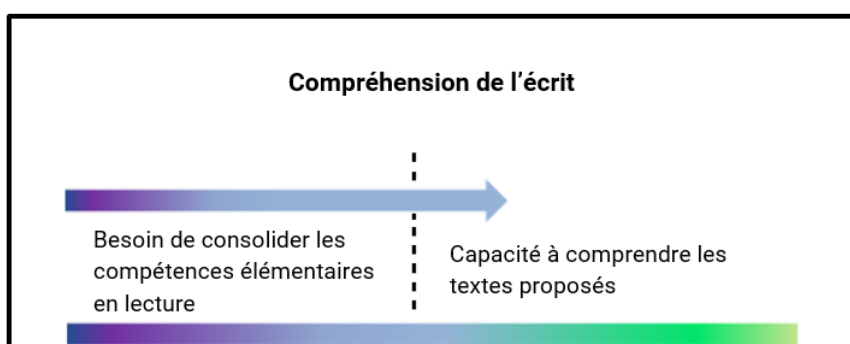 Compréhension de l’écrit
Besoin de consolider les
compétences élémentaires
en lecture
Capacité à comprendre les
textes proposés